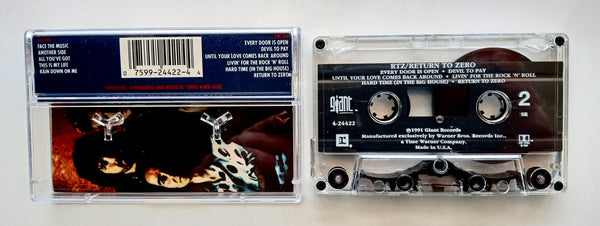 FACE THE MUSIC
ANOTHER SIDE
ALL YOU'VE GOT
THIS IS MY LIFE
RAIN DOWN ON ME
EVERY DOOR IS OPEN
DEVIL TO PAY
UNTIL YOUR LOVE COMES BACK AROUND
LIVIN' FOR THE ROCK 'N' ROLL
HARD TIME (IN THE BIG HOUSE)
RETURN TO ZERO
0 7599-24422-4 4
RTZ/RETURN TO ZERO
EVERY DOOR IS OPEN • DEVIL TO PAY
UNTIL YOUR LOVE COMES BACK AROUND • LIVIN' FOR THE ROCK 'N' ROLL
HARD TIME (IN THE BIG HOUSE) • RETURN TO ZERO
giant
4-24422
2
SR
℗1991 Giant Records
Manufactured exclusively by Warner Bros. Records Inc.,
a Time Warner Company.
Made in U.S.A.